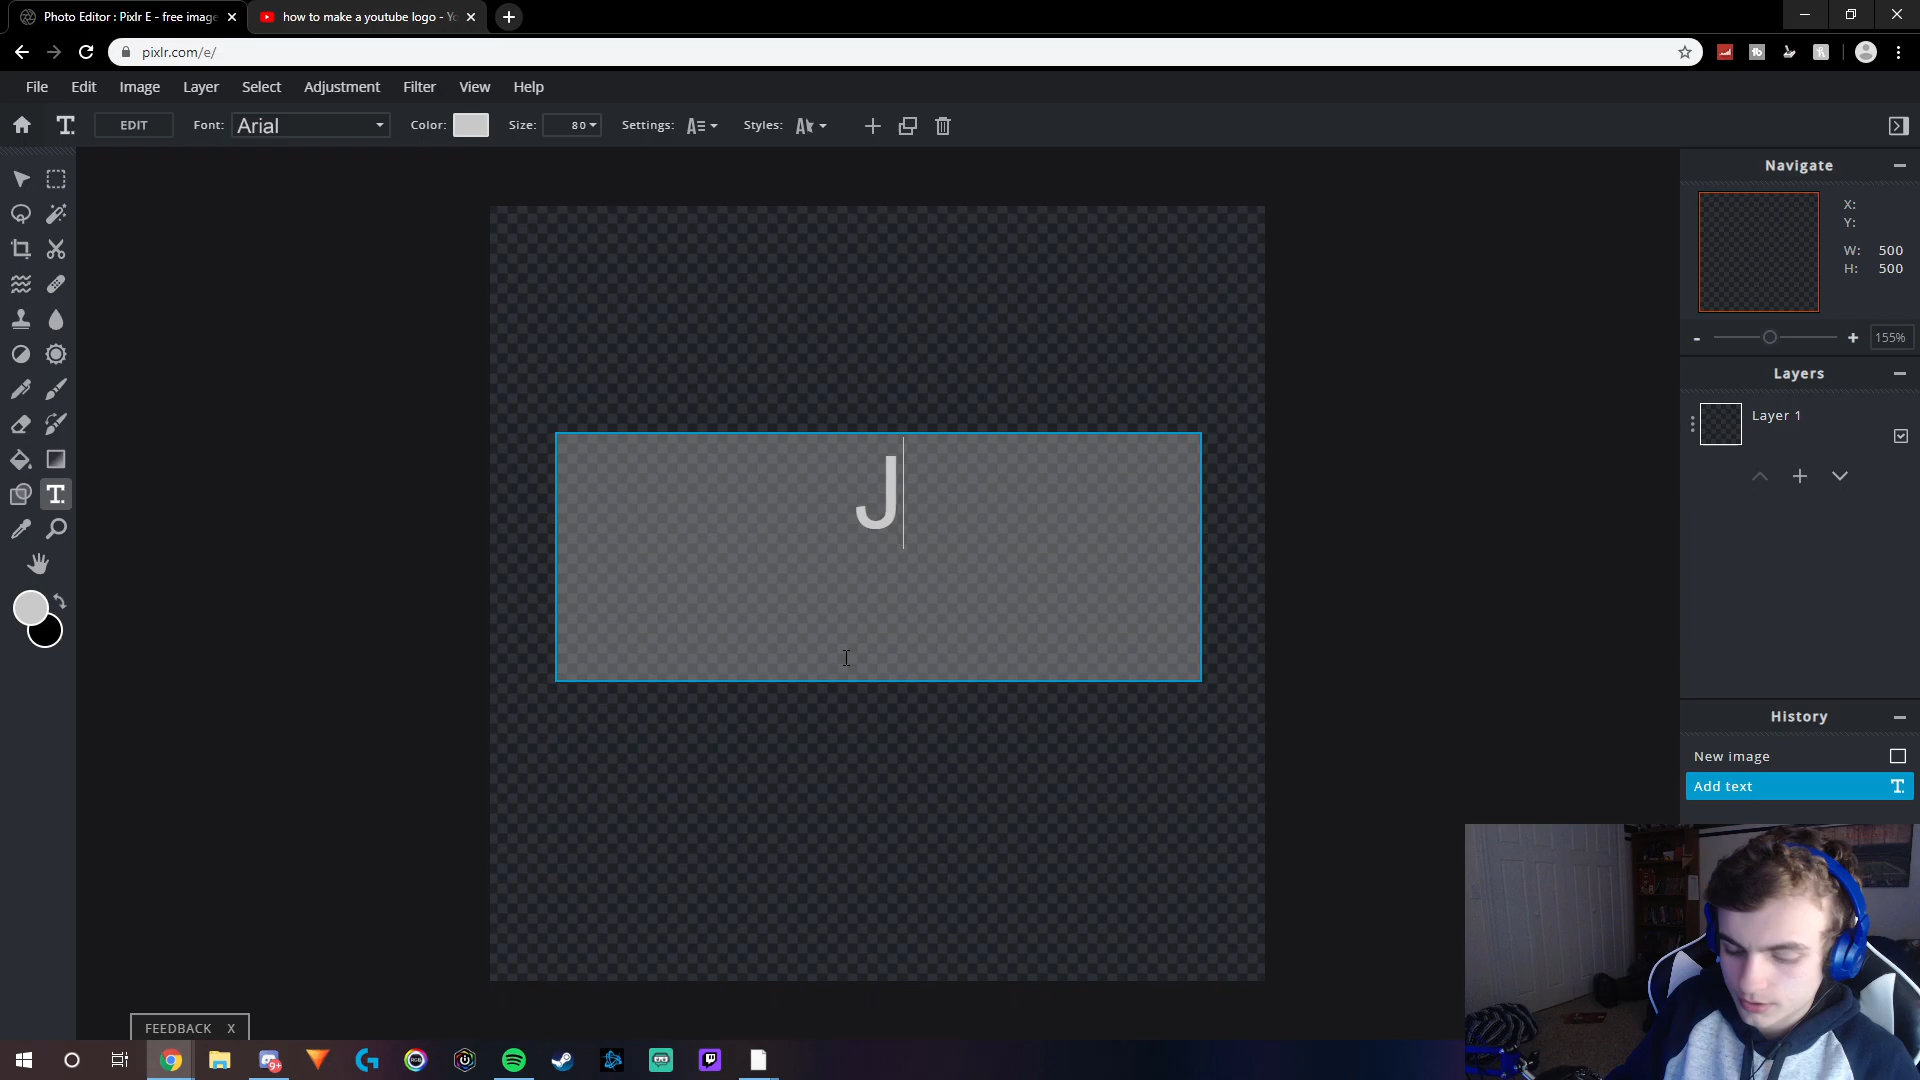 Photo Editor : Pixlr E - free image
how to make a youtube logo - Yo
pixlr.com/e/
File Edit Image Layer Select Adjustment Filter View Help
EDIT Font: Arial Color: Size: 80 Settings: Styles:
Navigate
X:
Y:
W: 500
H: 500
- + 155%
Layers
Layer 1
J
History
New image
Add text
FEEDBACK X
9+